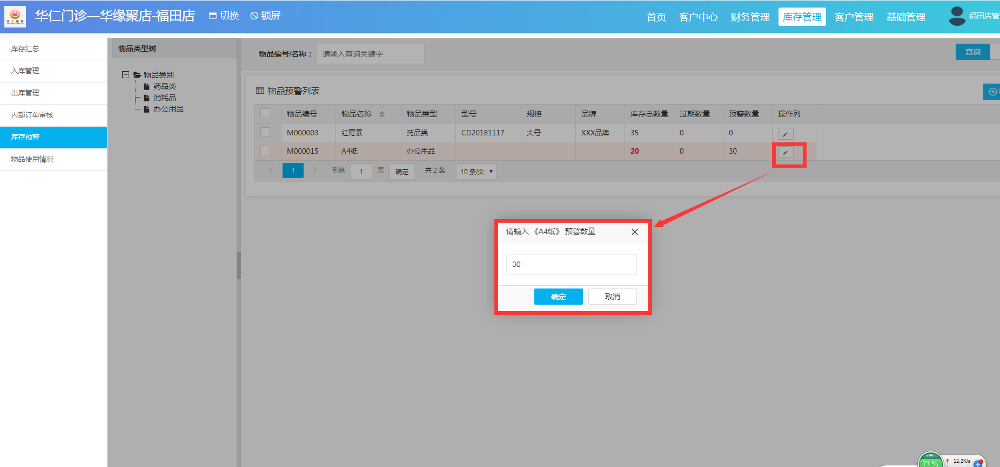 华仁门诊—华缘聚店-福田店
切换
锁屏
首页
客户中心
财务管理
库存管理
客户管理
基础管理
福田店管
库存汇总
入库管理
出库管理
内部订单审核
库存预警
物品使用情况
物品类型树
物品类别
药品类
消耗品
办公用品
物品编号/名称：
请输入查询关键字
查询
物品预警列表
物品编号 物品名称 物品类型 型号 规格 品牌 库存总数量 过期数量 预警数量 操作列
M000003 红霉素 药品类 CD20181117 大号 XXX品牌 35 0 0
M000015 A4纸 办公用品 20 0 30
1 到第 1 页 确定 共 2 条 10 条/页
请输入 《A4纸》 预警数量
30
确定 取消
71% 12.2K/s